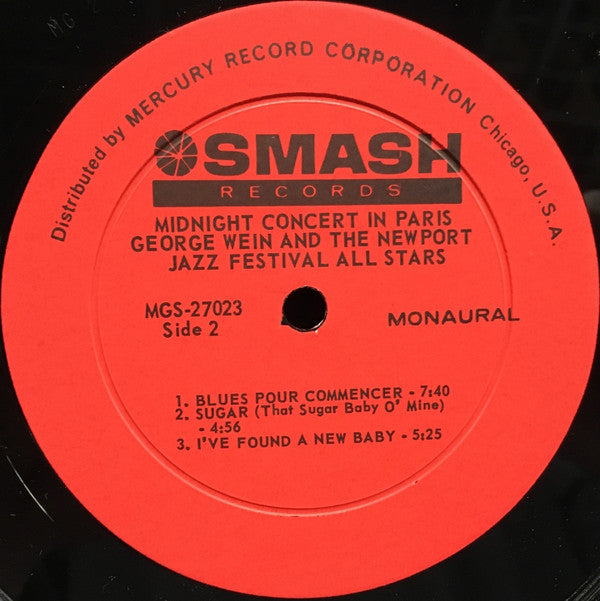 Distributed by MERCURY RECORD CORPORATION Chicago, U.S.A.
SMASH
RECORDS
MIDNIGHT CONCERT IN PARIS
GEORGE WEIN AND THE NEWPORT
JAZZ FESTIVAL ALL STARS
MGS-27023
Side 2
MONAURAL
1. BLUES POUR COMMENCER - 7:40
2. SUGAR (That Sugar Baby O' Mine)
- 4:56
3. I'VE FOUND A NEW BABY - 5:25